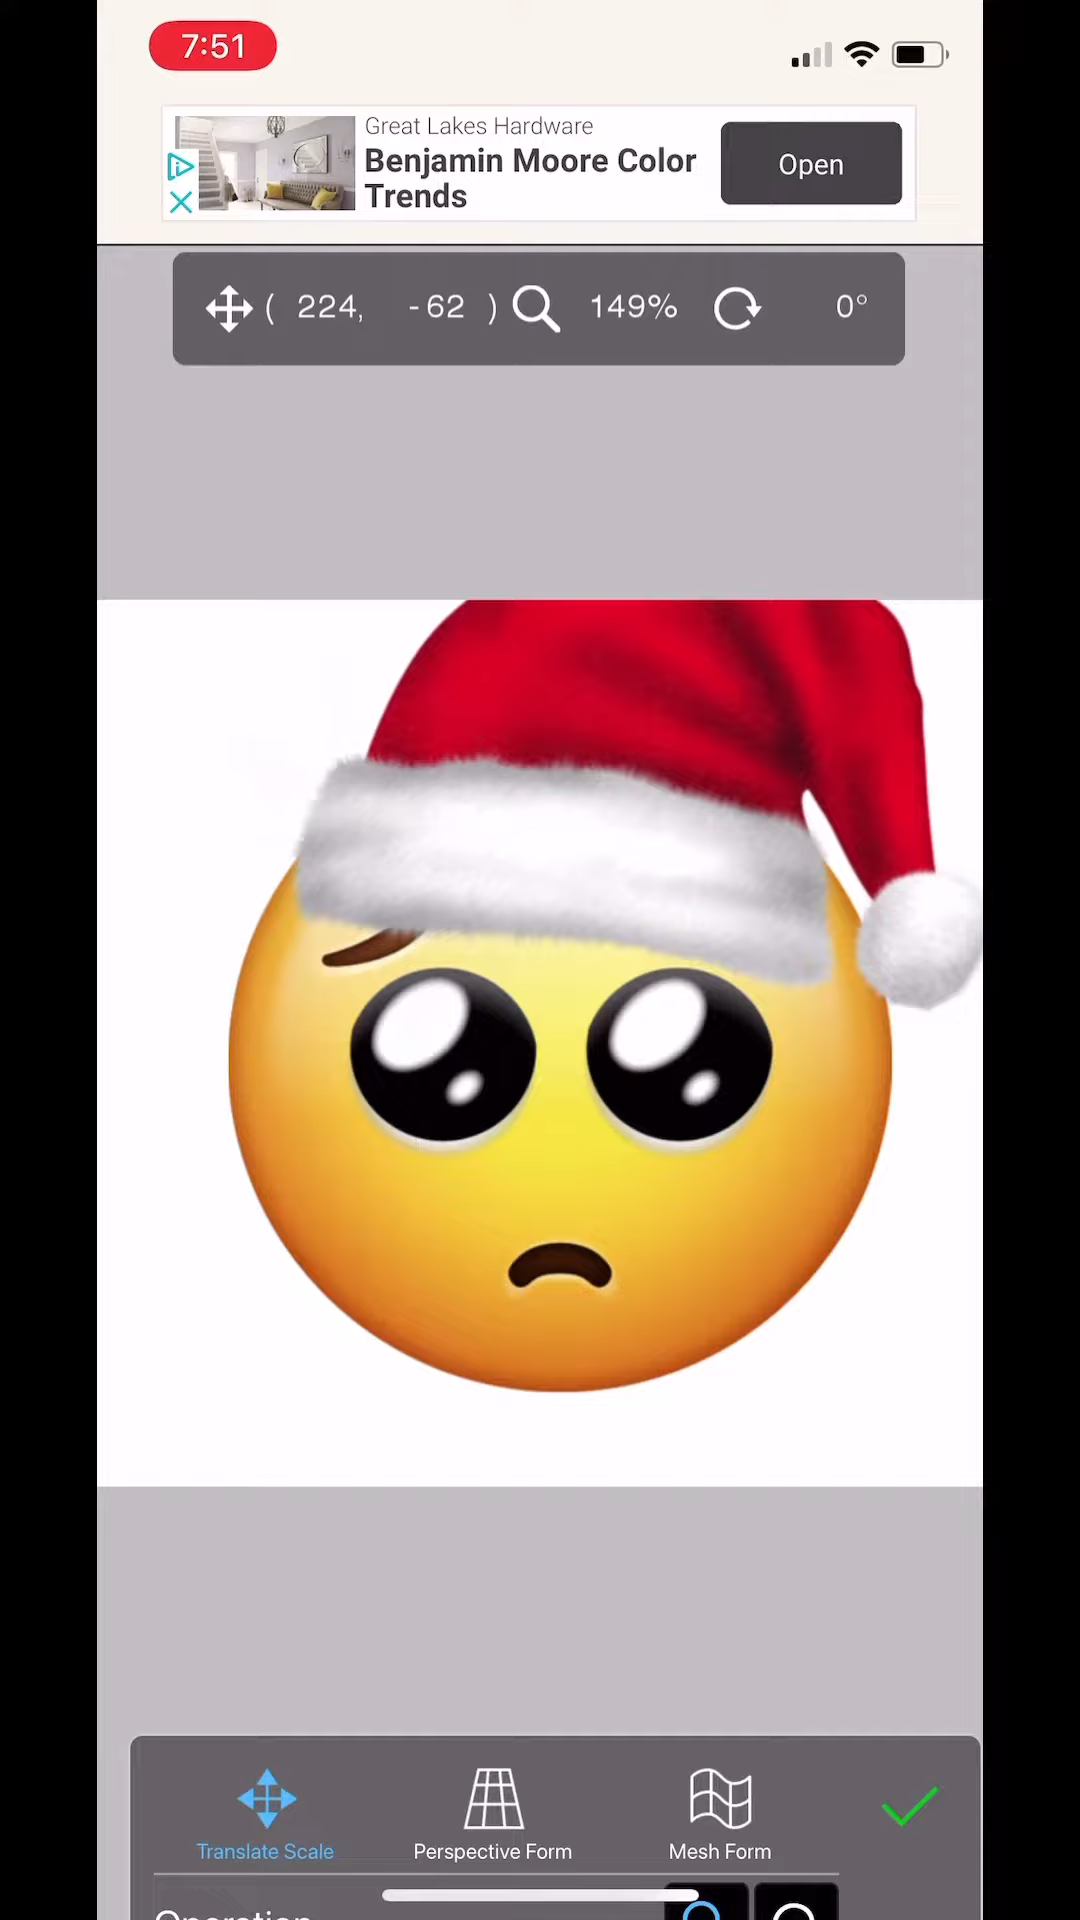 7:51
Great Lakes Hardware
Benjamin Moore Color
Trends
Open
( 224, -62 ) 149% 0°
Translate Scale Perspective Form Mesh Form
Operation